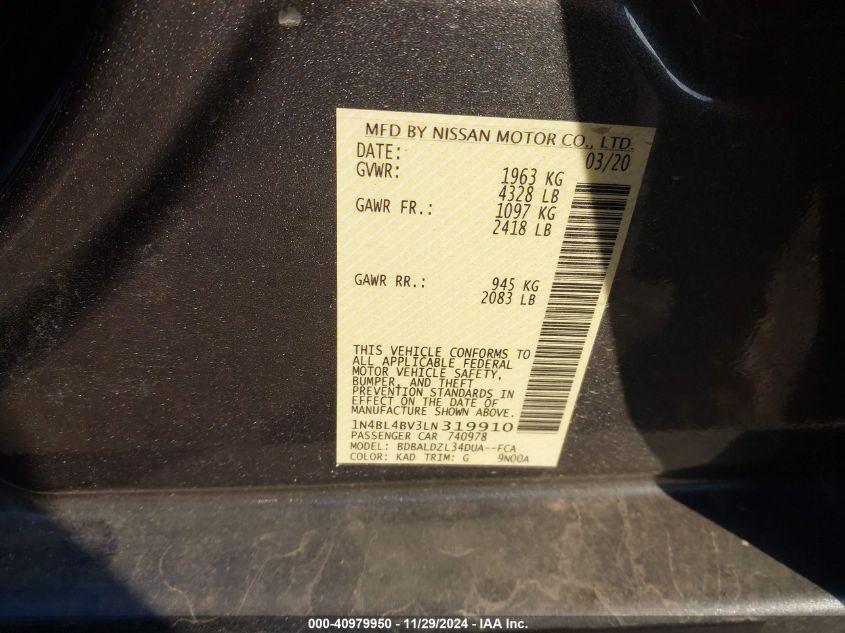 MFD BY NISSAN MOTOR CO., LTD.
DATE: 03/20
GVWR: 1963 KG
4328 LB
GAWR FR.: 1097 KG
2418 LB
GAWR RR.: 945 KG
2083 LB
THIS VEHICLE CONFORMS TO
ALL APPLICABLE FEDERAL
MOTOR VEHICLE SAFETY,
BUMPER, AND THEFT
PREVENTION STANDARDS IN
EFFECT ON THE DATE OF
MANUFACTURE SHOWN ABOVE.
1N4BL4BV3LN319910
PASSENGER CAR 740978
MODEL: BDBALDZL34DUA--FCA
COLOR: KAD TRIM: G 9N00A
000-40979950 - 11/29/2024 - IAA Inc.